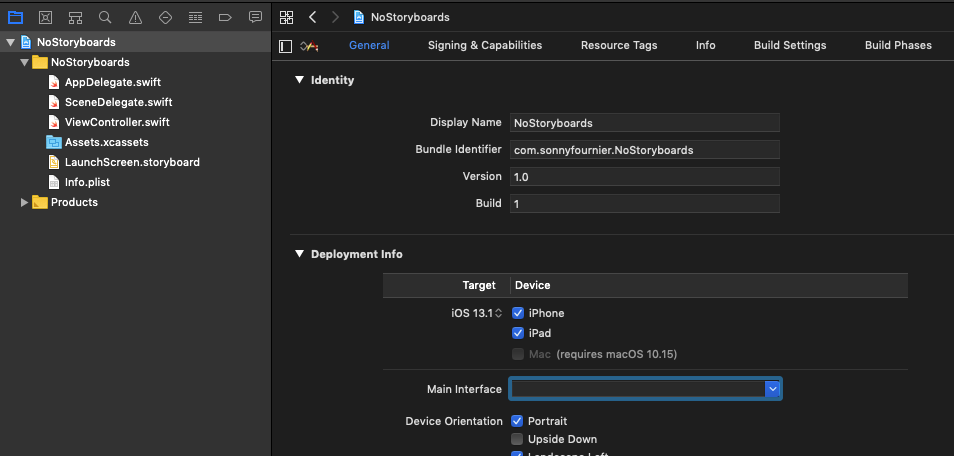 NoStoryboards
NoStoryboards
General Signing & Capabilities Resource Tags Info Build Settings Build Phases
NoStoryboards
AppDelegate.swift
SceneDelegate.swift
ViewController.swift
Assets.xcassets
LaunchScreen.storyboard
Info.plist
Products
Identity
Display Name NoStoryboards
Bundle Identifier com.sonnyfournier.NoStoryboards
Version 1.0
Build 1
Deployment Info
Target Device
iOS 13.1 iPhone
iPad
Mac (requires macOS 10.15)
Main Interface
Device Orientation Portrait
Upside Down
Landscape Left